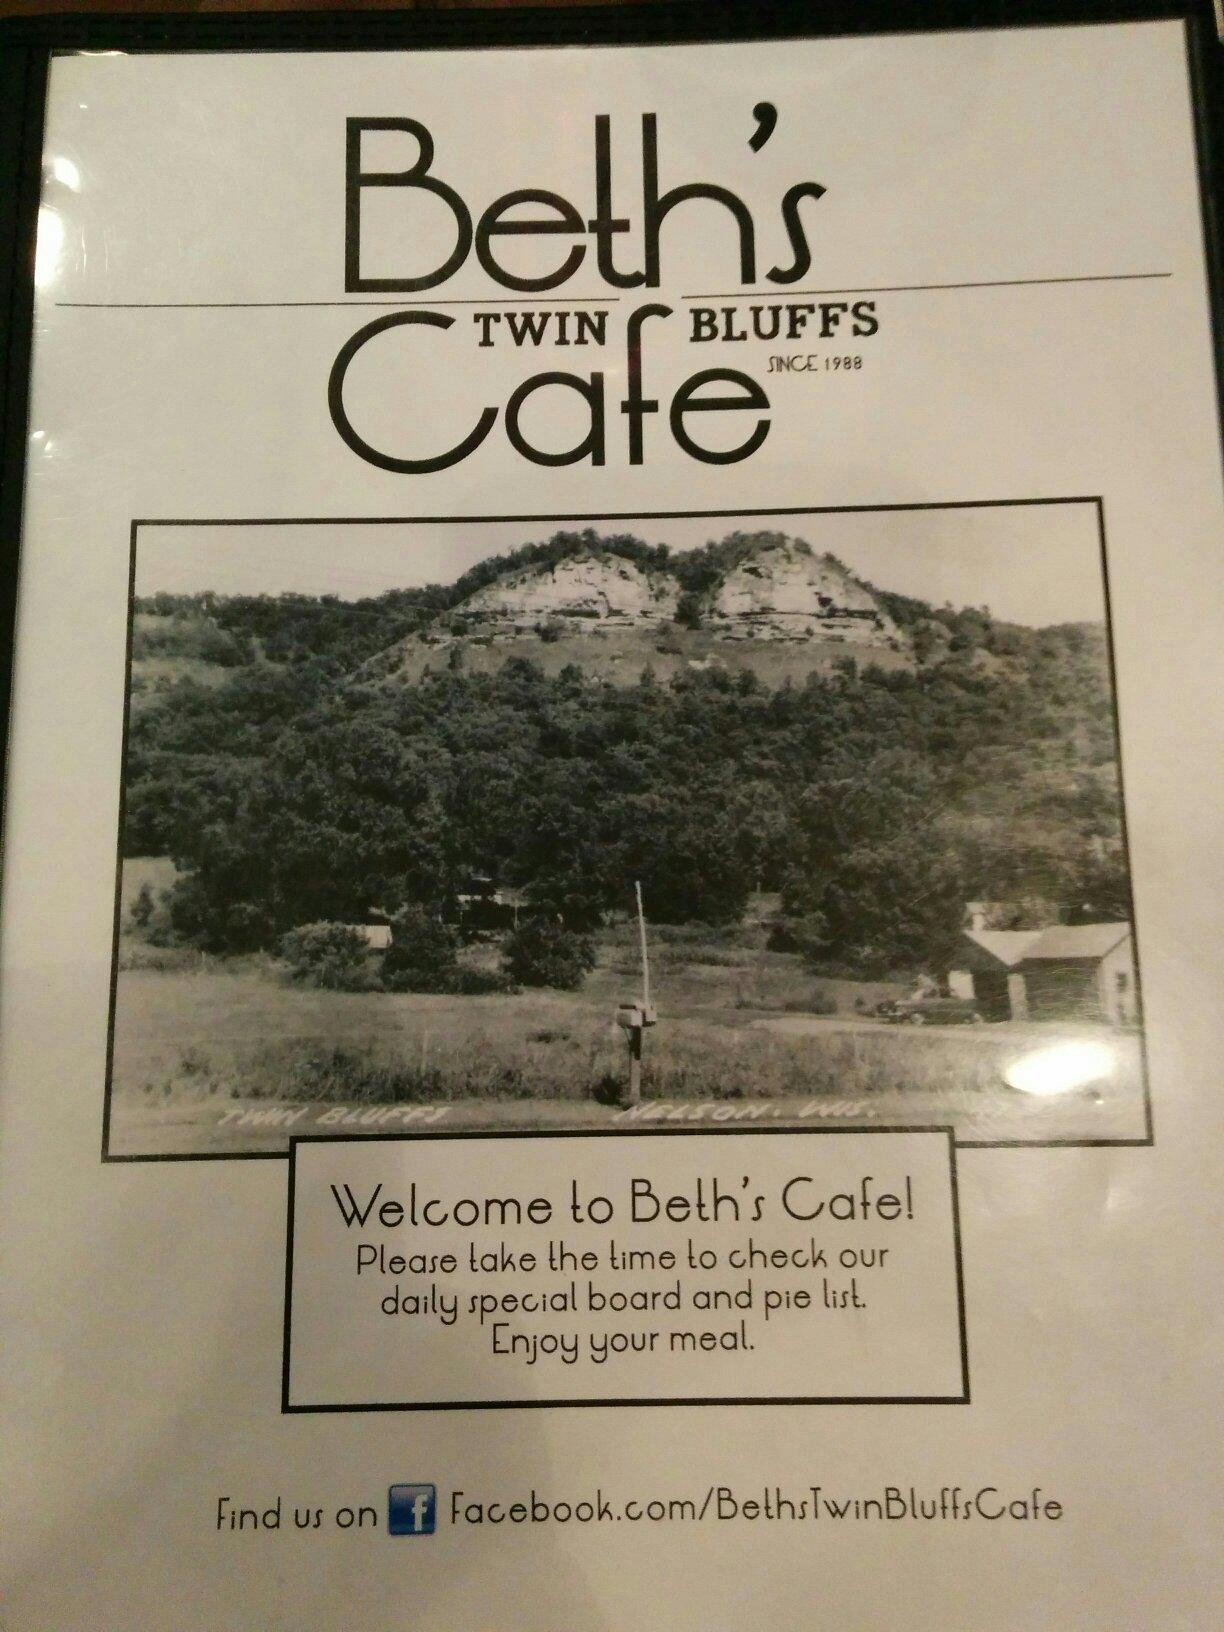 Beth's
TWIN BLUFFS
Cafe
SINCE 1988
TWIN BLUFFS NELSON. WIS.
Welcome to Beth's Cafe!
Please take the time to check our
daily special board and pie list.
Enjoy your meal.
Find us on f Facebook.com/BethsTwinBluffsCafe